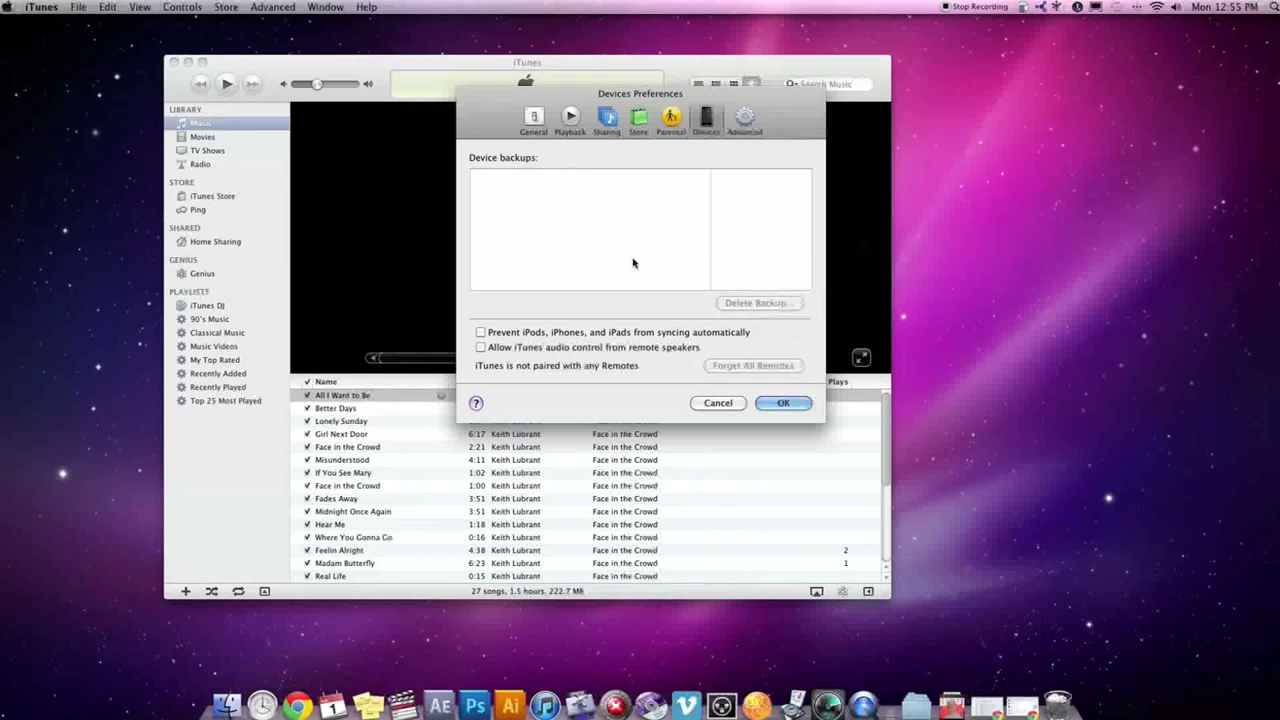 iTunes File Edit View Controls Store Advanced Window Help
Stop Recording Mon 12:55 PM
iTunes
Search Music
LIBRARY
Music
Movies
TV Shows
Radio
STORE
iTunes Store
Ping
SHARED
Home Sharing
GENIUS
Genius
PLAYLISTS
iTunes DJ
90's Music
Classical Music
Music Videos
My Top Rated
Recently Added
Recently Played
Top 25 Most Played
Devices Preferences
General Playback Sharing Store Parental Devices Advanced
Device backups:
Delete Backup...
Prevent iPods, iPhones, and iPads from syncing automatically
Allow iTunes audio control from remote speakers
iTunes is not paired with any Remotes
Forget All Remotes
? Cancel OK
Name Plays
All I Want to Be
Better Days
Lonely Sunday
Girl Next Door 6:17 Keith Lubrant Face in the Crowd
Face in the Crowd 2:21 Keith Lubrant Face in the Crowd
Misunderstood 4:11 Keith Lubrant Face in the Crowd
If You See Mary 1:02 Keith Lubrant Face in the Crowd
Face in the Crowd 1:00 Keith Lubrant Face in the Crowd
Fades Away 3:51 Keith Lubrant Face in the Crowd
Midnight Once Again 3:51 Keith Lubrant Face in the Crowd
Hear Me 1:18 Keith Lubrant Face in the Crowd
Where You Gonna Go 0:16 Keith Lubrant Face in the Crowd
Feelin Alright 4:38 Keith Lubrant Face in the Crowd 2
Madam Butterfly 6:23 Keith Lubrant Face in the Crowd 1
Real Life 0:15 Keith Lubrant Face in the Crowd
27 songs, 1.5 hours, 222.7 MB
1 AE Ps Ai